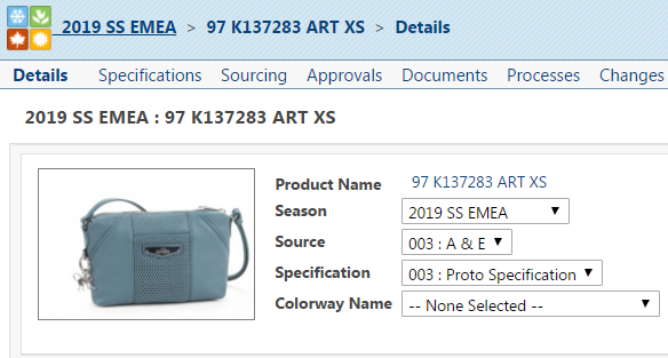 2019 SS EMEA > 97 K137283 ART XS > Details
Details Specifications Sourcing Approvals Documents Processes Changes
2019 SS EMEA : 97 K137283 ART XS
Product Name 97 K137283 ART XS
Season 2019 SS EMEA
Source 003 : A & E
Specification 003 : Proto Specification
Colorway Name -- None Selected --